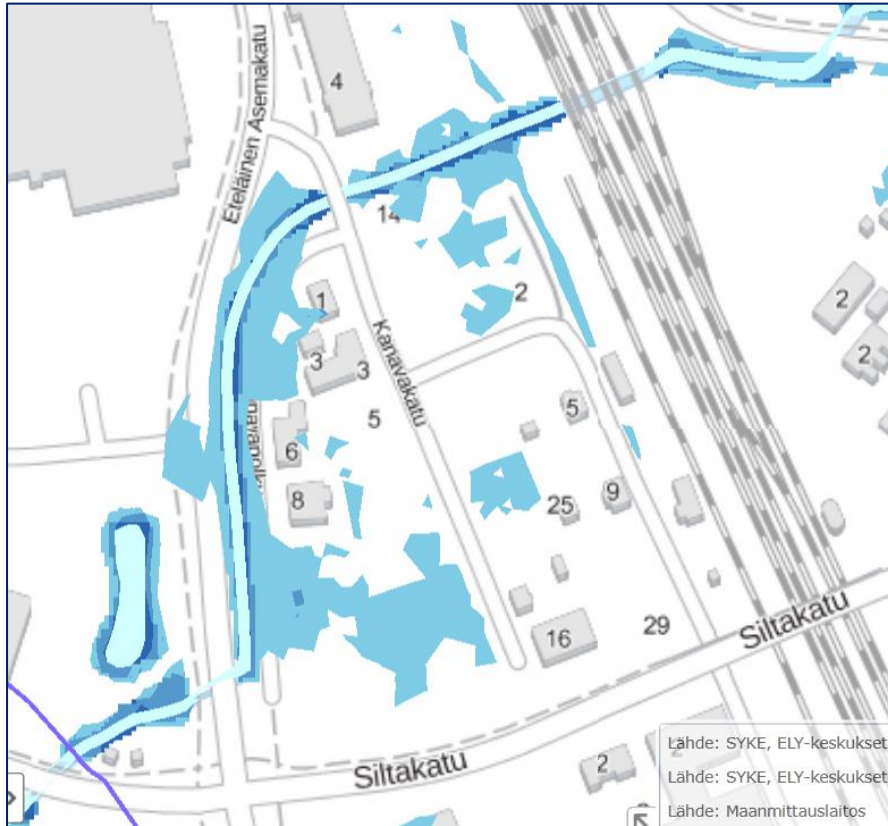 Eteläinen Asemakatu
4
14
1
2
2
3
3
2
Kanavakatu
5
5
6
8
25
9
16
29
Siltakatu
Siltakatu
2
2
Lähde: SYKE, ELY-keskukset
Lähde: SYKE, ELY-keskukset
Lähde: Maanmittauslaitos